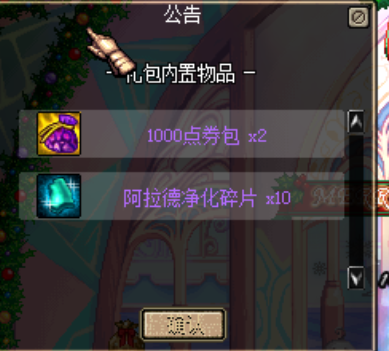 公告
- 礼包内置物品 -
1000点券包 x2
阿拉德净化碎片 x10
确认